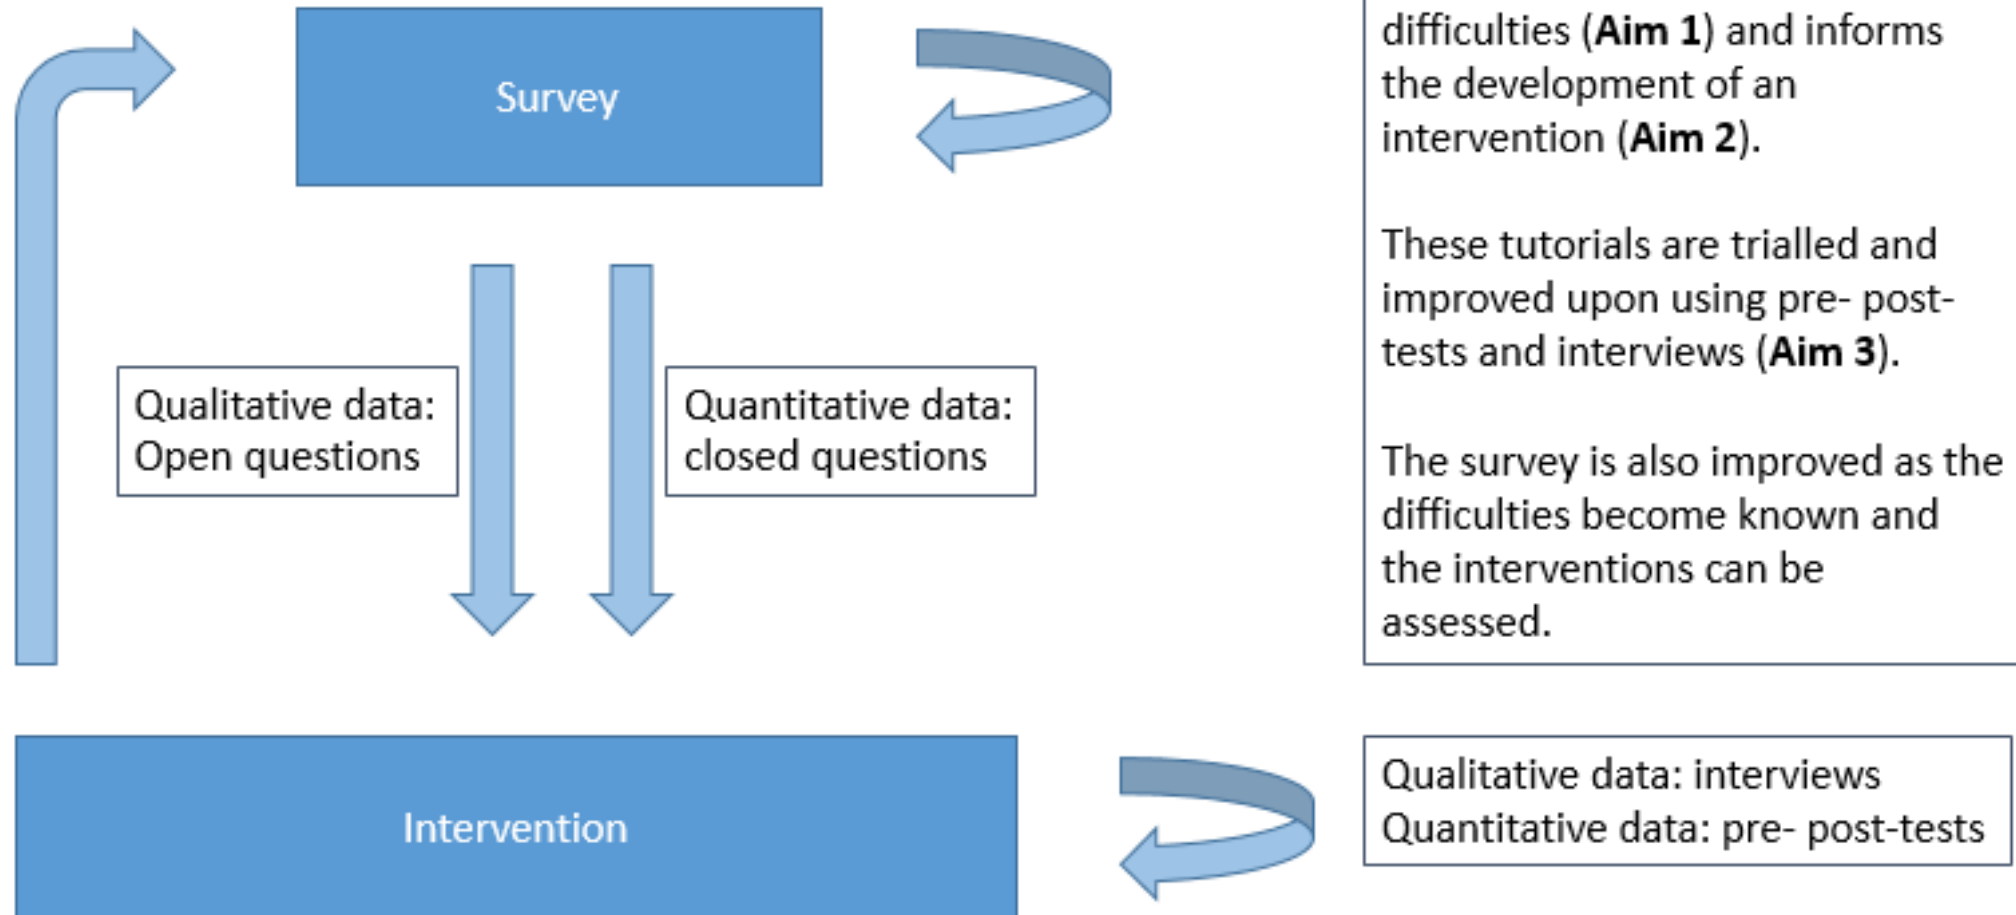 Survey
difficulties (Aim 1) and informs
the development of an
intervention (Aim 2).
These tutorials are trialled and
improved upon using pre- post-
tests and interviews (Aim 3).
The survey is also improved as the
difficulties become known and
the interventions can be
assessed.
Qualitative data:
Open questions
Quantitative data:
closed questions
Intervention
Qualitative data: interviews
Quantitative data: pre- post-tests